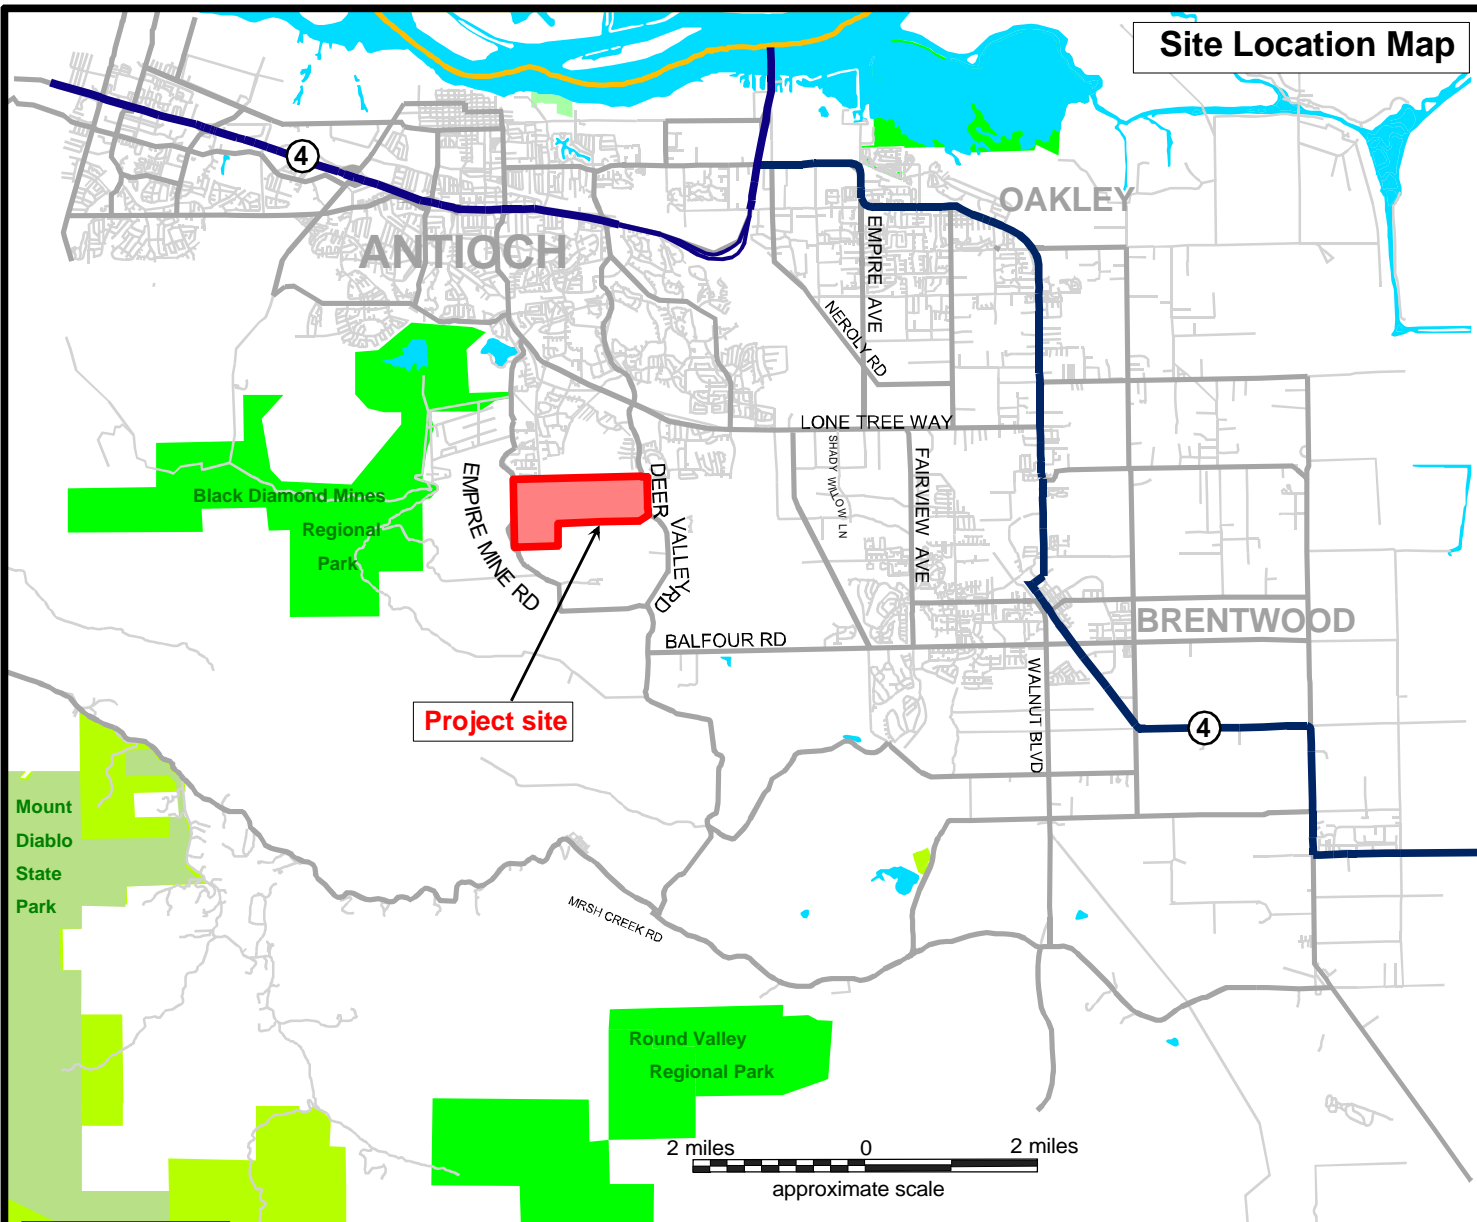 Site Location Map
4
OAKLEY
ANTIOCH
EMPIRE AVE
NEROLY RD
LONE TREE WAY
SHADY WILLOW LN
FAIRVIEW AVE
DEER VALLEY RD
EMPIRE MINE RD
Black Diamond Mines
Regional
Park
BRENTWOOD
BALFOUR RD
WALNUT BLVD
Project site
4
Mount
Diablo
State
Park
MRSH CREEK RD
Round Valley
Regional Park
2 miles 0 2 miles
approximate scale